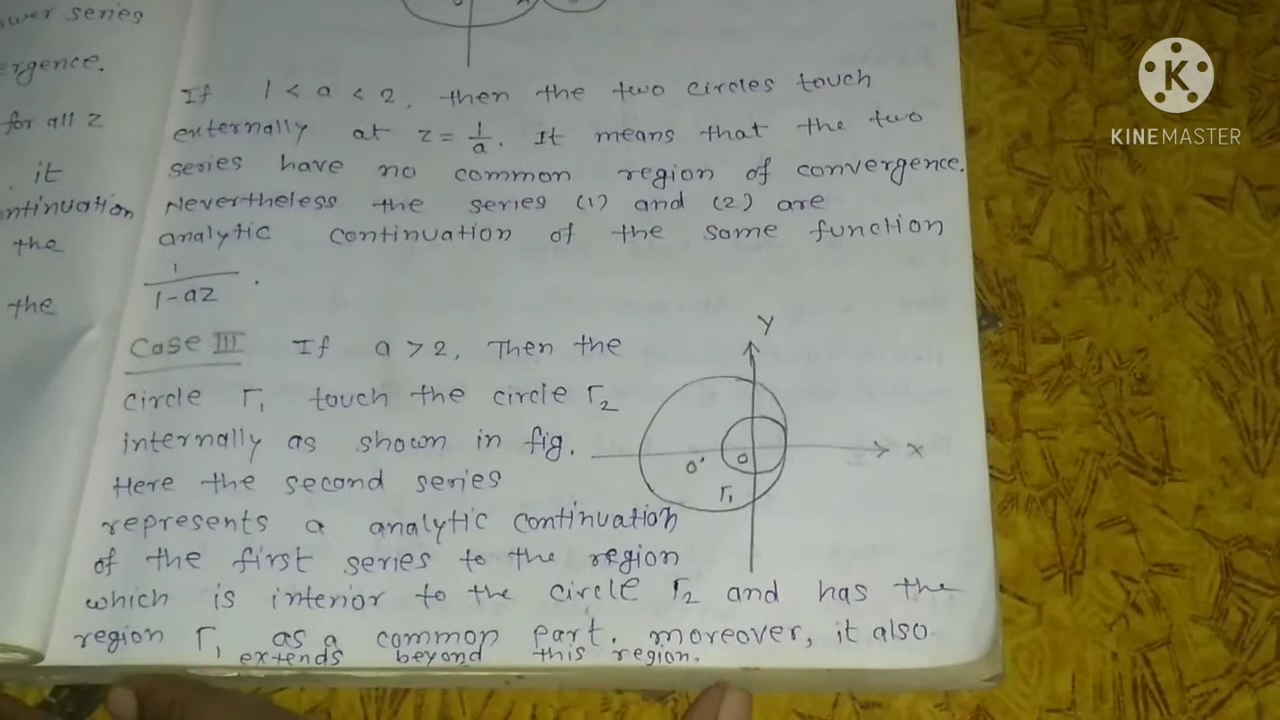 ower series
ergence.
for all z
it
ntinuation
the
the
If 1 < a < 2, then the two circles touch
externally at z = 1/a. It means that the two
series have no common region of convergence.
Nevertheless the series (1) and (2) are
analytic continuation of the same function
1/(1-az) .
Case III If a > 2, Then the
circle Γ₁ touch the circle Γ₂
internally as shown in fig.
Here the second series
represents a analytic continuation
of the first series to the region
which is interior to the circle Γ₂ and has the
region Γ₁ as a common part. moreover, it also
extends beyond this region.
Y
X
O'
O
Γ₁
K
KINEMASTER